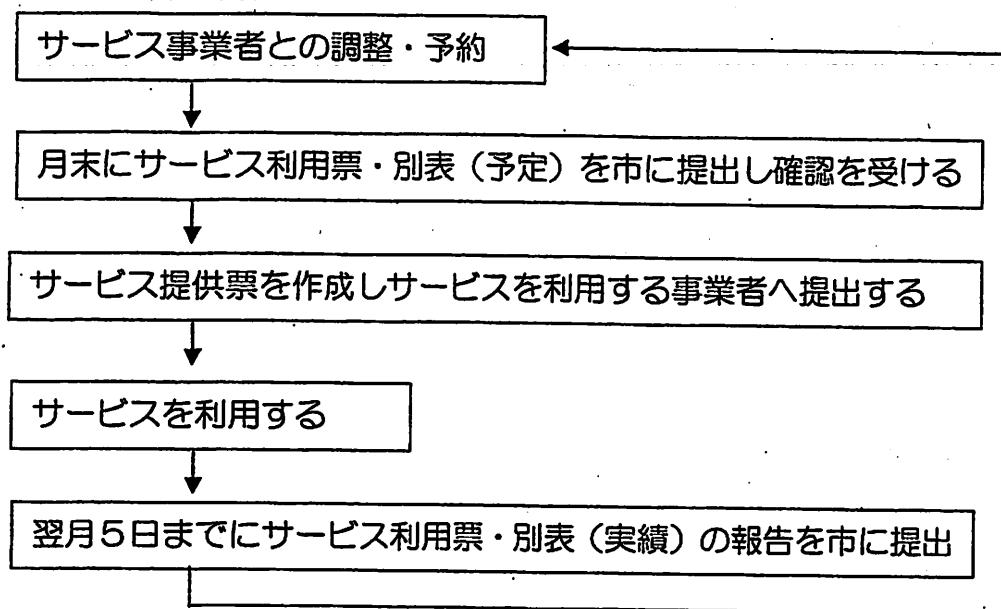 サービス事業者との調整・予約
月末にサービス利用票・別表（予定）を市に提出し確認を受ける
サービス提供票を作成しサービスを利用する事業者へ提出する
サービスを利用する
翌月５日までにサービス利用票・別表（実績）の報告を市に提出